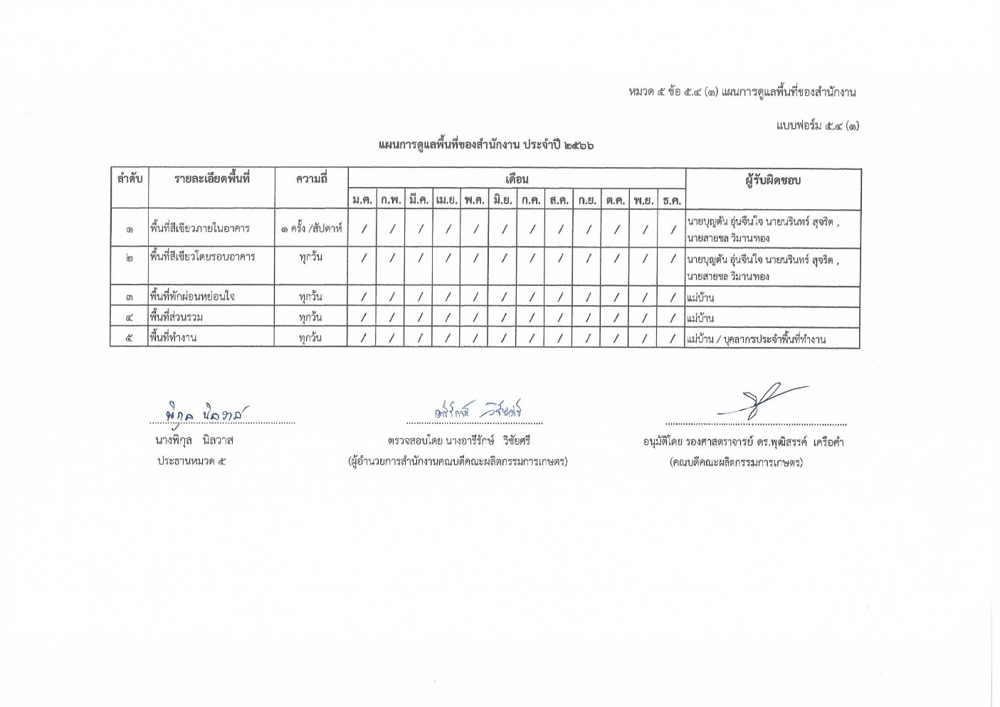 หมวด ๕ ข้อ ๕.๔ (๑) แผนการดูแลพื้นที่ของสำนักงาน
แบบฟอร์ม ๕.๔ (๑)
แผนการดูแลพื้นที่ของสำนักงาน ประจำปี ๒๕๖๖
ลำดับ รายละเอียดพื้นที่ ความถี่ เดือน ผู้รับผิดชอบ
ม.ค. ก.พ. มี.ค. เม.ย. พ.ค. มิ.ย. ก.ค. ส.ค. ก.ย. ต.ค. พ.ย. ธ.ค.
๑ พื้นที่สีเขียวภายในอาคาร ๑ ครั้ง /สัปดาห์ / / / / / / / / / / / / นายบุญตัน อุ่นจืนใจ นายนรินทร์ สุจริต ,
นายสายชล วิมานทอง
๒ พื้นที่สีเขียวโดยรอบอาคาร ทุกวัน / / / / / / / / / / / / นายบุญตัน อุ่นจืนใจ นายนรินทร์ สุจริต ,
นายสายชล วิมานทอง
๓ พื้นที่พักผ่อนหย่อนใจ ทุกวัน / / / / / / / / / / / / แม่บ้าน
๔ พื้นที่ส่วนรวม ทุกวัน / / / / / / / / / / / / แม่บ้าน
๕ พื้นที่ทำงาน ทุกวัน / / / / / / / / / / / / แม่บ้าน / บุคลากรประจำพื้นที่ทำงาน
พิกุล นิลวาส อารีรักษ์ วิชัยศรี
นางพิกุล นิลวาส ตรวจสอบโดย นางอารีรักษ์ วิชัยศรี อนุมัติโดย รองศาสตราจารย์ ดร.พุฒิสรรค์ เครือคำ
ประธานหมวด ๕ (ผู้อำนวยการสำนักงานคณบดีคณะผลิตกรรมการเกษตร) (คณบดีคณะผลิตกรรมการเกษตร)